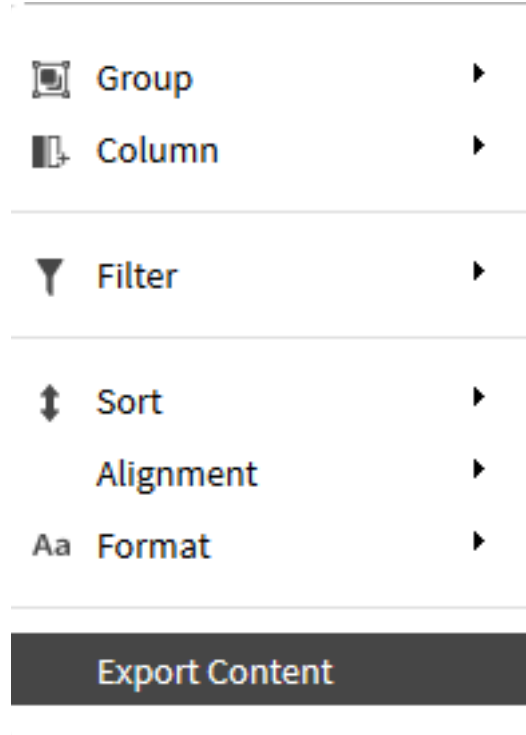 Group
Column
Filter
Sort
Alignment
Aa Format
Export Content